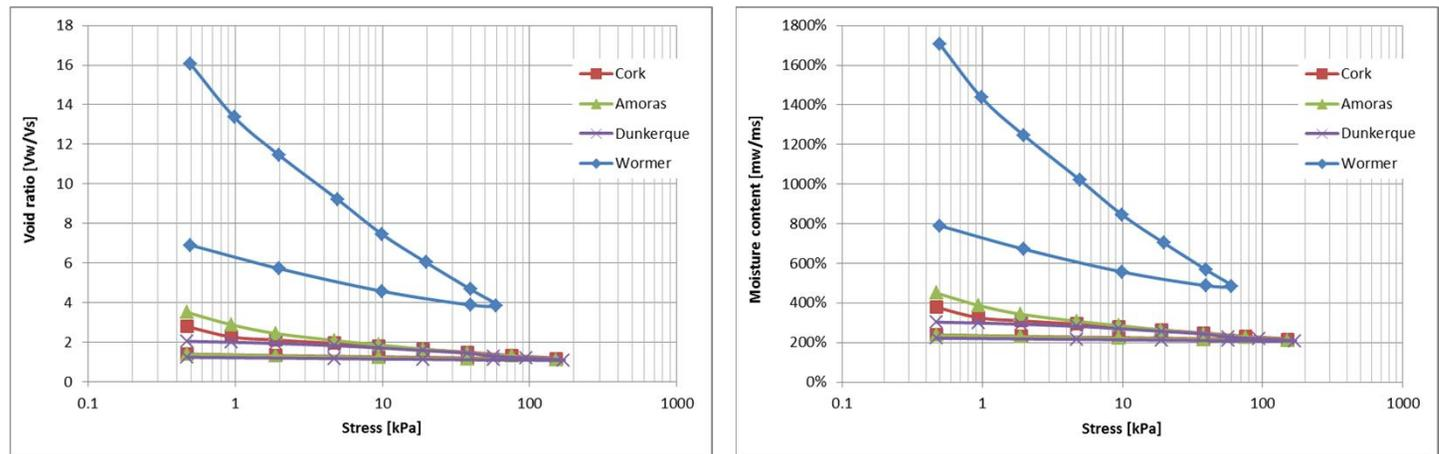 Void ratio [Vw/Vs]
18
16
14
12
10
8
6
4
2
0
0.1 1 10 100 1000
Stress [kPa]
Cork
Amoras
Dunkerque
Wormer
Moisture content [mw/ms]
1800%
1600%
1400%
1200%
1000%
800%
600%
400%
200%
0%
0.1 1 10 100 1000
Stress [kPa]
Cork
Amoras
Dunkerque
Wormer